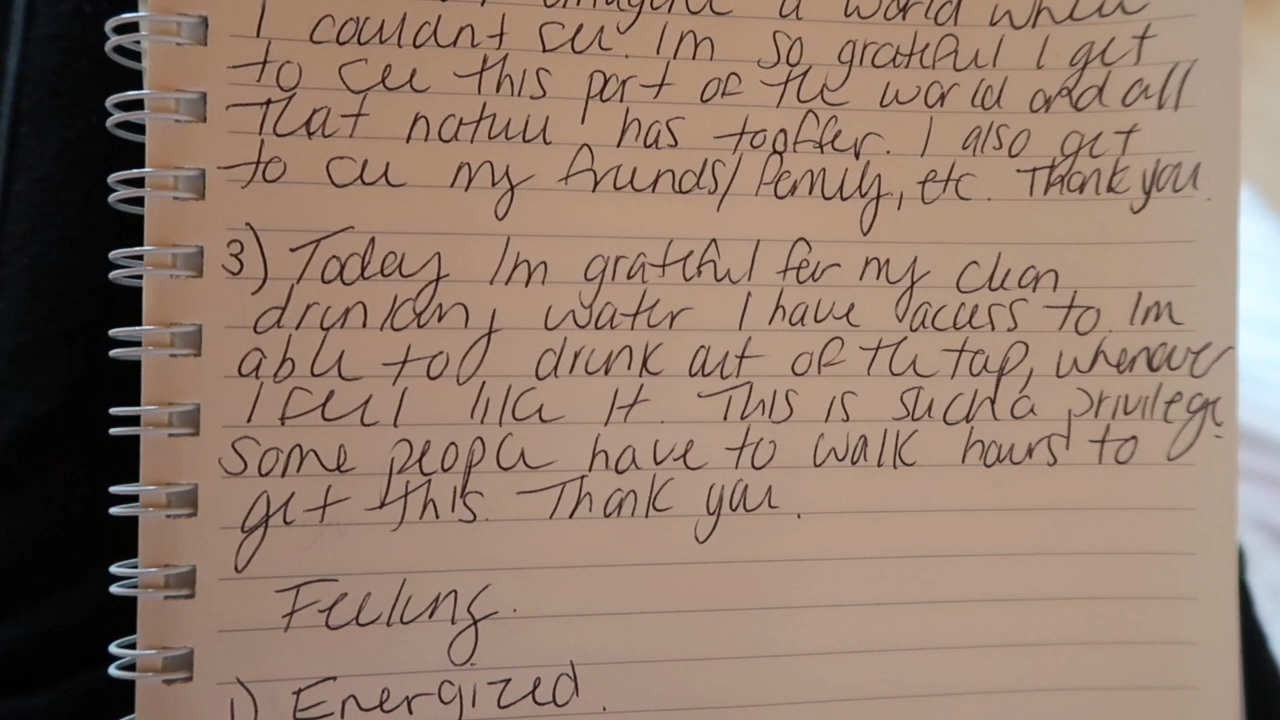 imagine a world where
I couldnt see. Im so grateful I get
to see this part of the world and all
that nature has to offer. I also get
to see my friends/family, etc. Thank you.
3) Today Im grateful for my clean
drinking water I have access to. Im
able to drink out of the tap, whenever
I feel like it. This is such a privilege.
Some people have to walk hours to
get this. Thank you.
Feeling.
1) Energized.